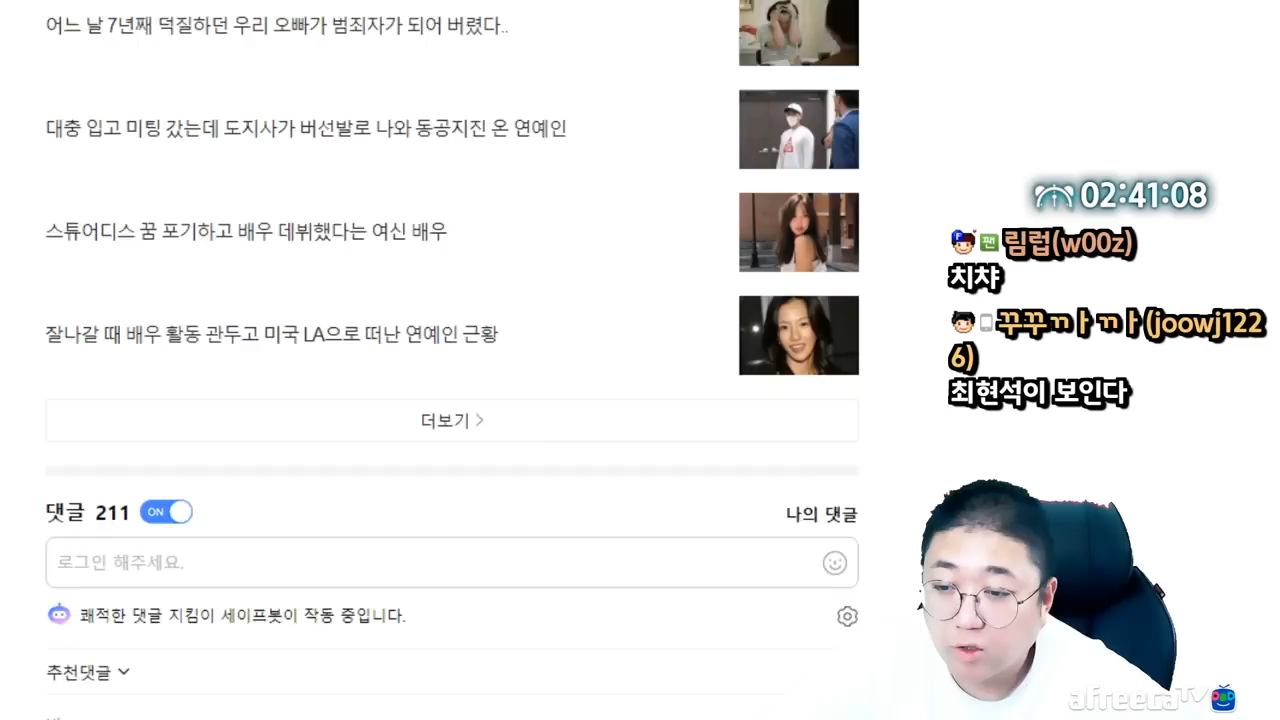 어느 날 7년째 덕질하던 우리 오빠가 범죄자가 되어 버렸다..
대충 입고 미팅 갔는데 도지사가 버선발로 나와 동공지진 온 연예인
스튜어디스 꿈 포기하고 배우 데뷔했다는 여신 배우
잘나갈 때 배우 활동 관두고 미국 LA으로 떠난 연예인 근황
더보기 >
댓글 211 ON
나의 댓글
로그인 해주세요.
쾌적한 댓글 지킴이 세이프봇이 작동 중입니다.
추천댓글
02:41:08
F 팬 림럽(w00z)
치챠
꾸꾸ㄲㅏㄲㅏ(joowj122
6)
최현석이 보인다
afreecaTV